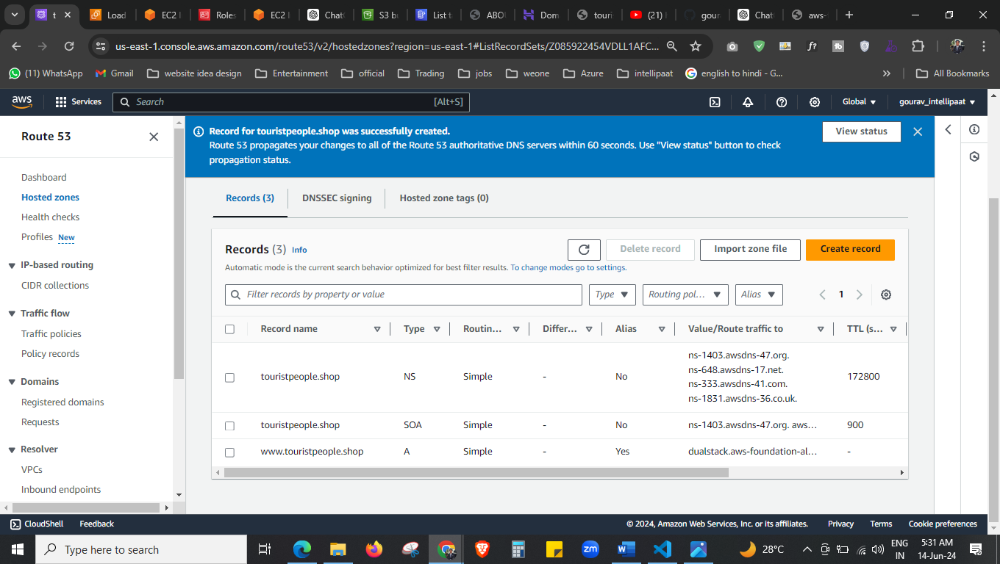 t
Load
EC2 I
Roles
EC2 I
Chat
S3 bu
List t
ABO
Dom
touri
(21)
gour
Chat
aws-
us-east-1.console.aws.amazon.com/route53/v2/hostedzones?region=us-east-1#ListRecordSets/Z085922454VDLL1AFC...
(11) WhatsApp
Gmail
website idea design
Entertainment
official
Trading
jobs
weone
Azure
intellipaat
english to hindi - G...
All Bookmarks
aws
Services
Search
[Alt+S]
Global
gourav_intellipaat
Route 53
Dashboard
Hosted zones
Health checks
Profiles New
IP-based routing
CIDR collections
Traffic flow
Traffic policies
Policy records
Domains
Registered domains
Requests
Resolver
VPCs
Inbound endpoints
Record for touristpeople.shop was successfully created.
Route 53 propagates your changes to all of the Route 53 authoritative DNS servers within 60 seconds. Use "View status" button to check
propagation status.
View status
Records (3)
DNSSEC signing
Hosted zone tags (0)
Records (3) Info
Delete record
Import zone file
Create record
Automatic mode is the current search behavior optimized for best filter results. To change modes go to settings.
Filter records by property or value
Type
Routing pol...
Alias
1
Record name Type Routin... Differ... Alias Value/Route traffic to TTL (s...
ns-1403.awsdns-47.org.
ns-648.awsdns-17.net.
touristpeople.shop NS Simple - No 172800
ns-333.awsdns-41.com.
ns-1831.awsdns-36.co.uk.
touristpeople.shop SOA Simple - No ns-1403.awsdns-47.org. aws... 900
www.touristpeople.shop A Simple - Yes dualstack.aws-foundation-al... -
CloudShell
Feedback
© 2024, Amazon Web Services, Inc. or its affiliates.
Privacy
Terms
Cookie preferences
Type here to search
28°C
ENG
IN
5:31 AM
14-Jun-24